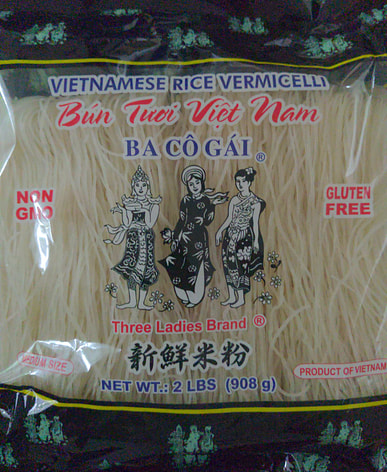 VIETNAMESE RICE VERMICELLI
Bún Tươi Việt Nam
BA CÔ GÁI ®
NON GMO
GLUTEN FREE
Three Ladies Brand ®
新鮮米粉
MEDIUM SIZE
PRODUCT OF VIETNAM
NET WT.: 2 LBS (908 g)